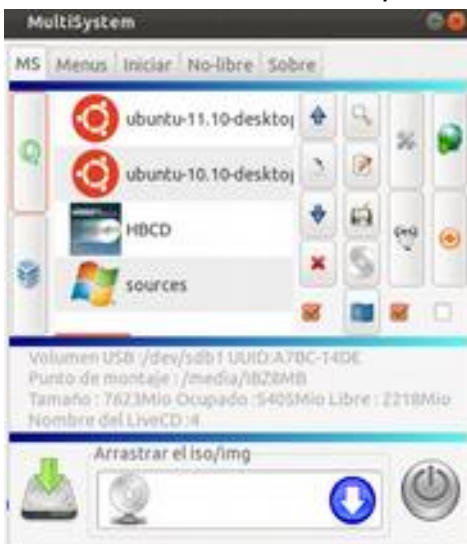 MultiSystem
MS Menus Iniciar No-libre Sobre
ubuntu-11.10-desktop
ubuntu-10.10-desktop
HBCD
sources
Volumen USB :/dev/sdb1 UUID:A7BC-14DE
Punto de montaje : /media/IBZ8MB
Tamaño : 7623Mio Ocupado :5405Mio Libre : 2218Mio
Nombre del LiveCD :4
Arrastrar el iso/img